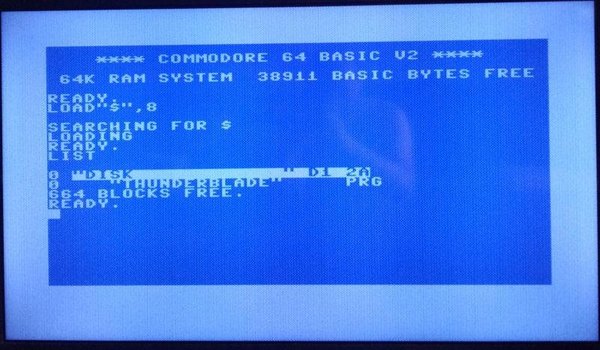 **** COMMODORE 64 BASIC V2 ****
64K RAM SYSTEM 38911 BASIC BYTES FREE
READY.
LOAD"$",8
SEARCHING FOR $
LOADING
READY.
LIST
0 "DISK " D1 2A
0 "THUNDERBLADE" PRG
664 BLOCKS FREE.
READY.